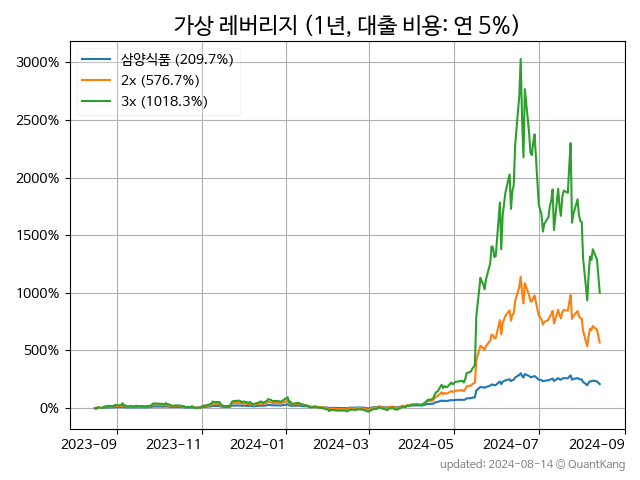 가상 레버리지 (1년, 대출 비용: 연 5%)
삼양식품 (209.7%)
2x (576.7%)
3x (1018.3%)
3000%
2500%
2000%
1500%
1000%
500%
0%
2023-09 2023-11 2024-01 2024-03 2024-05 2024-07 2024-09
updated: 2024-08-14 © QuantKang